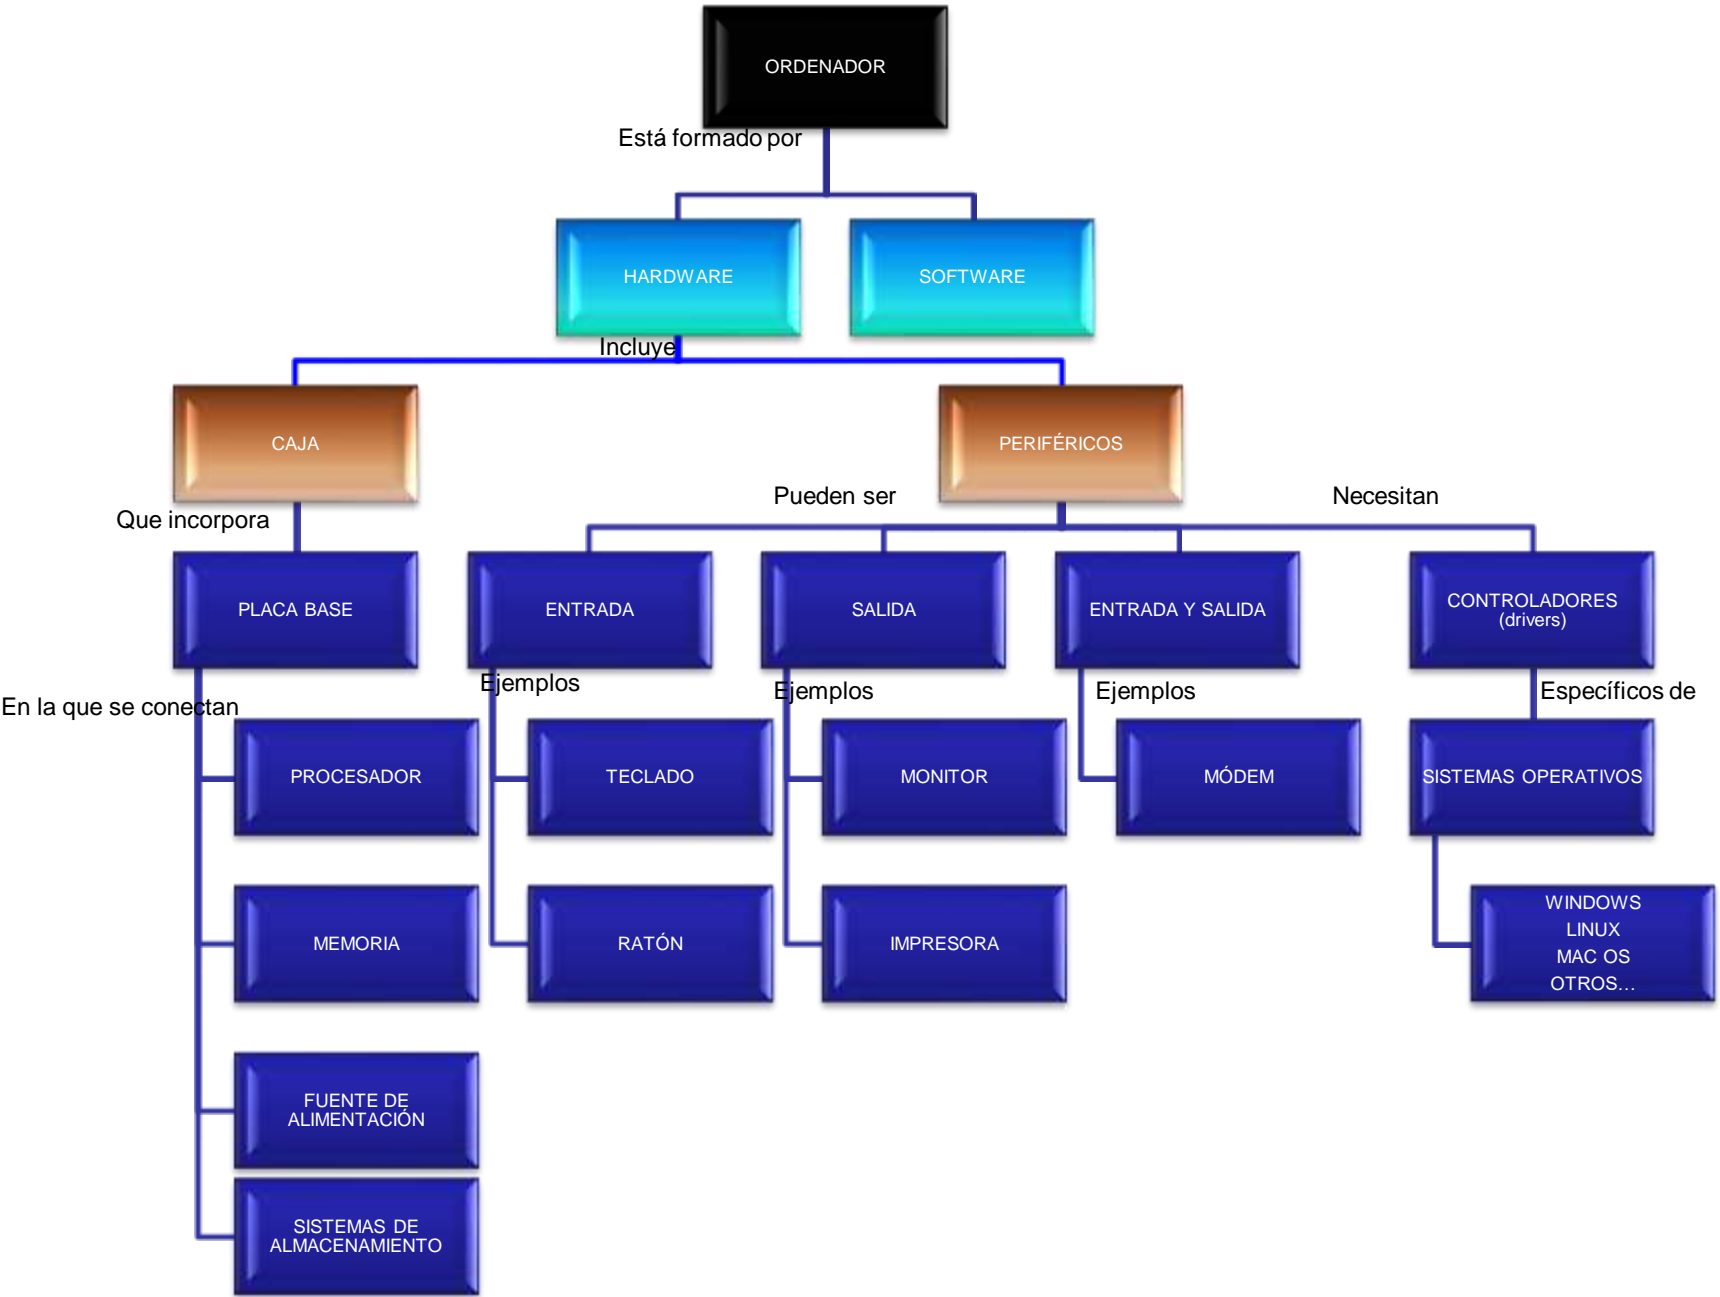 ORDENADOR
Está formado por
HARDWARE
SOFTWARE
Incluye
CAJA
PERIFÉRICOS
Que incorpora
Pueden ser
Necesitan
PLACA BASE
ENTRADA
SALIDA
ENTRADA Y SALIDA
CONTROLADORES
(drivers)
En la que se conectan
Ejemplos
Ejemplos
Ejemplos
Específicos de
PROCESADOR
TECLADO
MONITOR
MÓDEM
SISTEMAS OPERATIVOS
MEMORIA
RATÓN
IMPRESORA
WINDOWS
LINUX
MAC OS
OTROS...
FUENTE DE
ALIMENTACIÓN
SISTEMAS DE
ALMACENAMIENTO